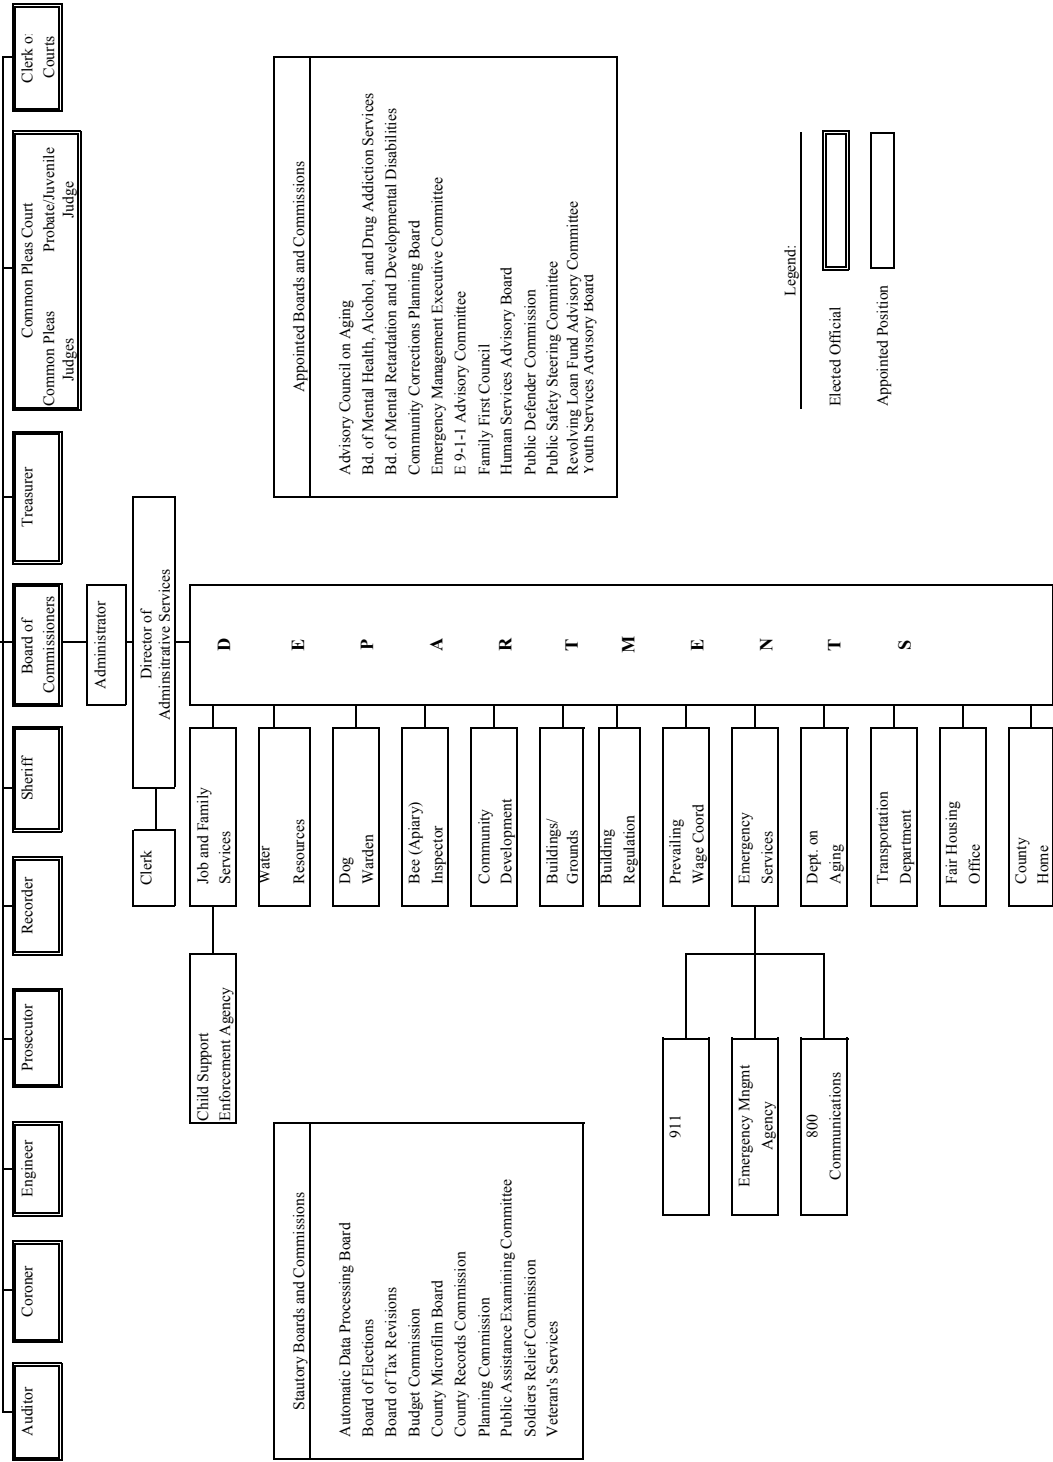 Auditor
Coroner
Engineer
Prosecutor
Recorder
Sheriff
Board of
Commissioners
Treasurer
Common Pleas Court
Common Pleas Probate/Juvenile
Judges Judge
Clerk o
Courts
Administrator
Director of
Adminsitrative Services
Clerk
DEPARTMENTS
Job and Family
Services
Child Support
Enforcement Agency
Water
Resources
Dog
Warden
Bee (Apiary)
Inspector
Community
Development
Buildings/
Grounds
Building
Regulation
Prevailing
Wage Coord
Emergency
Services
911
Emergency Mngmt
Agency
800
Communications
Dept. on
Aging
Transportation
Department
Fair Housing
Office
County
Home
Stautory Boards and Commissions
Automatic Data Processing Board
Board of Elections
Board of Tax Revisions
Budget Commission
County Microfilm Board
County Records Commission
Planning Commission
Public Assistance Examining Committee
Soldiers Relief Commission
Veteran's Services
Appointed Boards and Commissions
Advisory Council on Aging
Bd. of Mental Health, Alcohol, and Drug Addiction Services
Bd. of Mental Retardation and Developmental Disabilities
Community Corrections Planning Board
Emergency Management Executive Committee
E 9-1-1 Advisory Committee
Family First Council
Human Services Advisory Board
Public Defender Commission
Public Safety Steering Committee
Revolving Loan Fund Advisory Committee
Youth Services Advisory Board
Legend:
Elected Official
Appointed Position